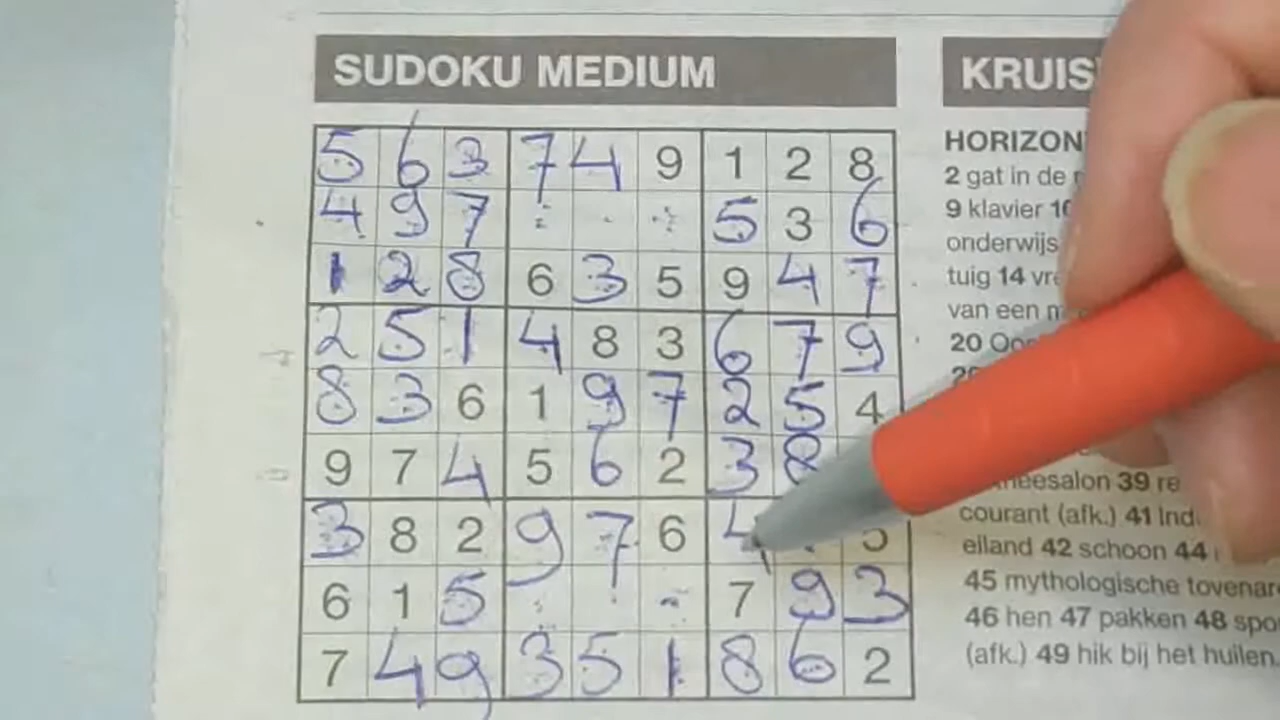 SUDOKU MEDIUM
KRUIS
5 6 3 7 4 9 1 2 8
4 9 7 5 3 6
1 2 8 6 3 5 9 4 7
2 5 1 4 8 3 6 7 9
8 3 6 1 9 7 2 5 4
9 7 4 5 6 2 3 8
3 8 2 9 7 6 4
6 1 5 7 9 3
7 4 9 3 5 1 8 6 2
HORIZON
2 gat in de
9 klavier
onderwijs
tuig 14
van een
20
eesalon 39
courant (afk.) 41
eiland 42 schoon 44
45 mythologische tovenar
46 hen 47 pakken 48 spo
(afk.) 49 hik bij het huilen.